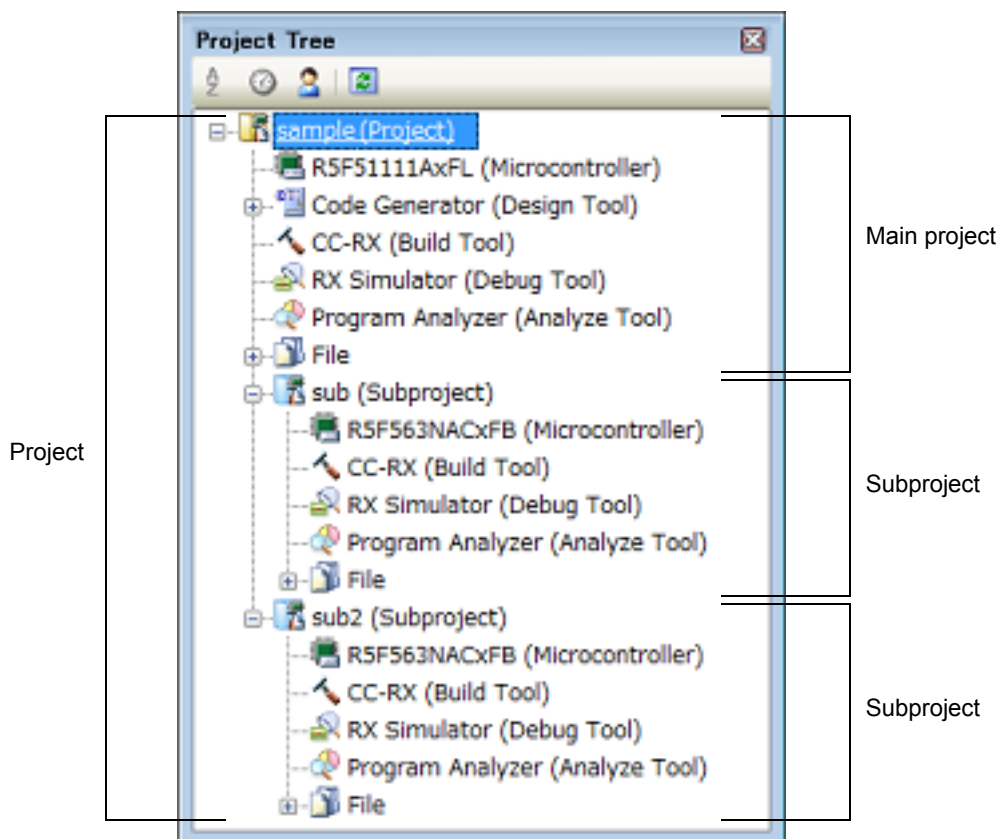 Project Tree
sample (Project)
R5F51111AxFL (Microcontroller)
Code Generator (Design Tool)
CC-RX (Build Tool)
RX Simulator (Debug Tool)
Program Analyzer (Analyze Tool)
File
sub (Subproject)
R5F563NACxFB (Microcontroller)
CC-RX (Build Tool)
RX Simulator (Debug Tool)
Program Analyzer (Analyze Tool)
File
sub2 (Subproject)
R5F563NACxFB (Microcontroller)
CC-RX (Build Tool)
RX Simulator (Debug Tool)
Program Analyzer (Analyze Tool)
File
Project
Main project
Subproject
Subproject